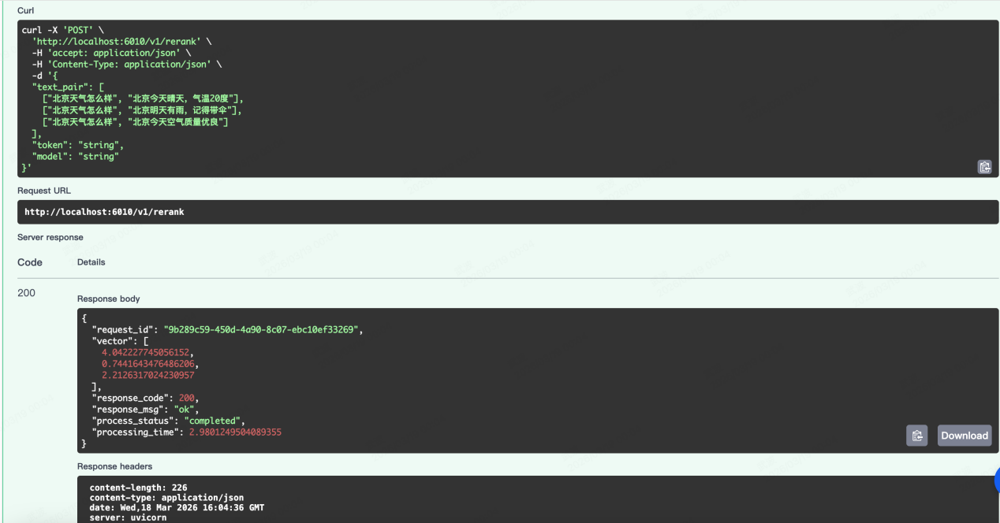 Curl
curl -X 'POST' \
  'http://localhost:6010/v1/rerank' \
  -H 'accept: application/json' \
  -H 'Content-Type: application/json' \
  -d '{
  "text_pair": [
    ["北京天气怎么样", "北京今天晴天，气温20度"],
    ["北京天气怎么样", "北京明天有雨，记得带伞"],
    ["北京天气怎么样", "北京今天空气质量优良"]
  ],
  "token": "string",
  "model": "string"
}'
Request URL
http://localhost:6010/v1/rerank
Server response
Code Details
200
Response body
{
  "request_id": "9b289c59-450d-4a90-8c07-ebc10ef33269",
  "vector": [
    4.042227745056152,
    0.7441643476486206,
    2.2126317024230957
  ],
  "response_code": 200,
  "response_msg": "ok",
  "process_status": "completed",
  "processing_time": 2.9801249504089355
}
Download
Response headers
content-length: 226
content-type: application/json
date: Wed,18 Mar 2026 16:04:36 GMT
server: uvicorn